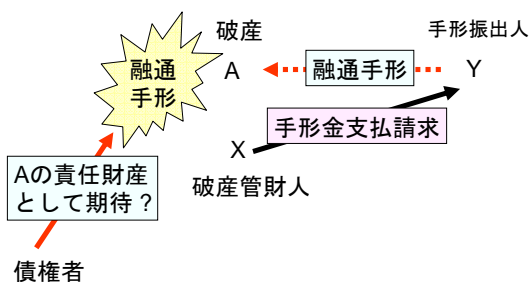 破産
手形振出人
融通
手形
A
融通手形
Y
手形金支払請求
X
破産管財人
Aの責任財産
として期待？
債権者